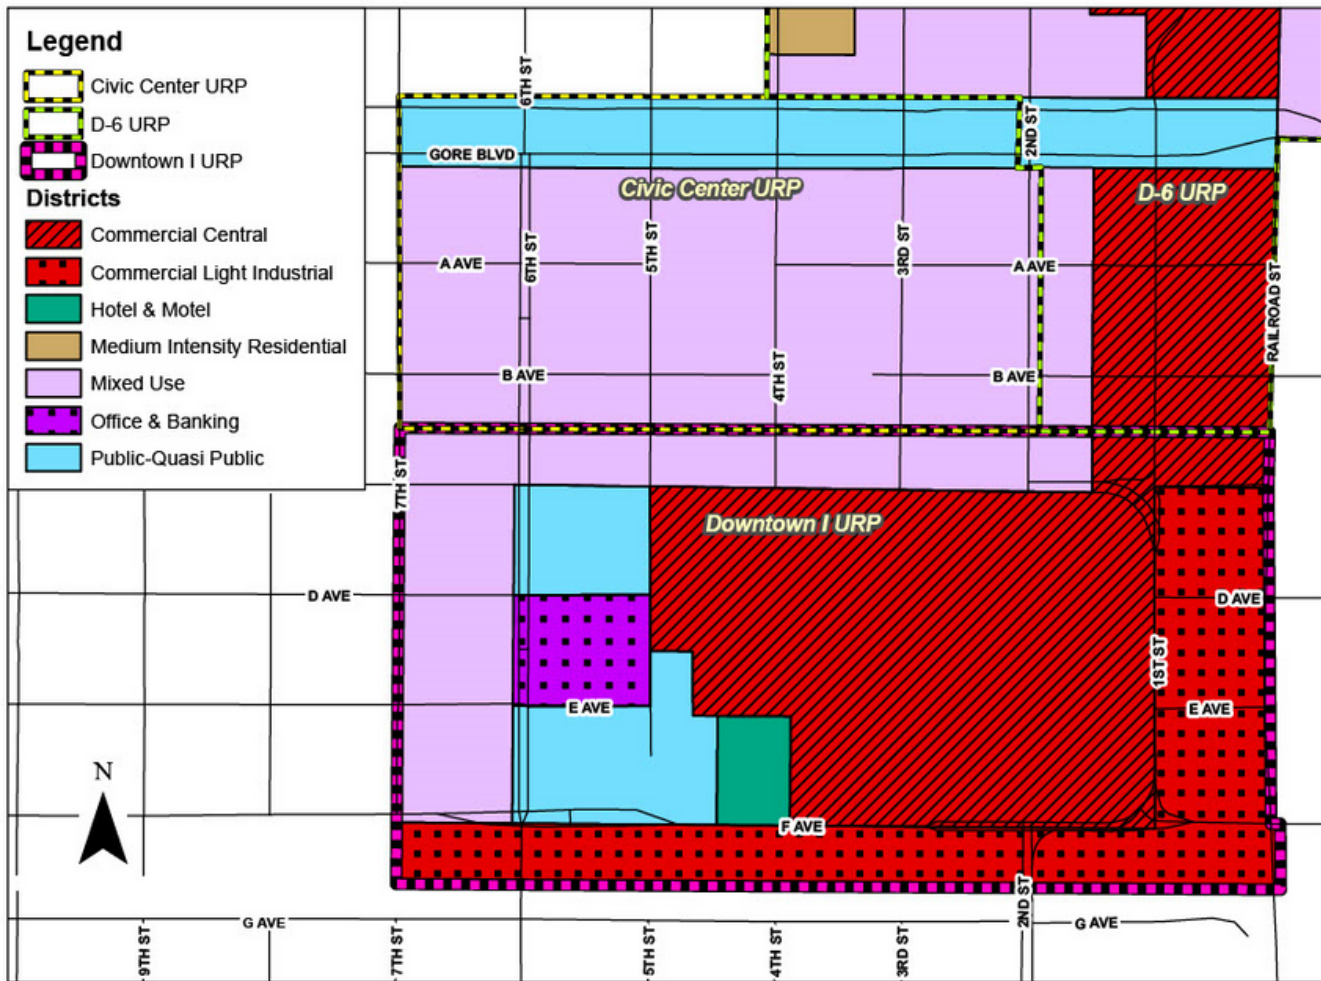 Legend
Civic Center URP
D-6 URP
Downtown I URP
Districts
Commercial Central
Commercial Light Industrial
Hotel & Motel
Medium Intensity Residential
Mixed Use
Office & Banking
Public-Quasi Public
6TH ST
2ND ST
GORE BLVD
Civic Center URP
D-6 URP
A AVE
6TH ST
5TH ST
3RD ST
A AVE
RAILROAD ST
B AVE
4TH ST
B AVE
7TH ST
Downtown I URP
D AVE
D AVE
1ST ST
E AVE
E AVE
N
F AVE
2ND ST
G AVE
G AVE
9TH ST
7TH ST
5TH ST
4TH ST
3RD ST